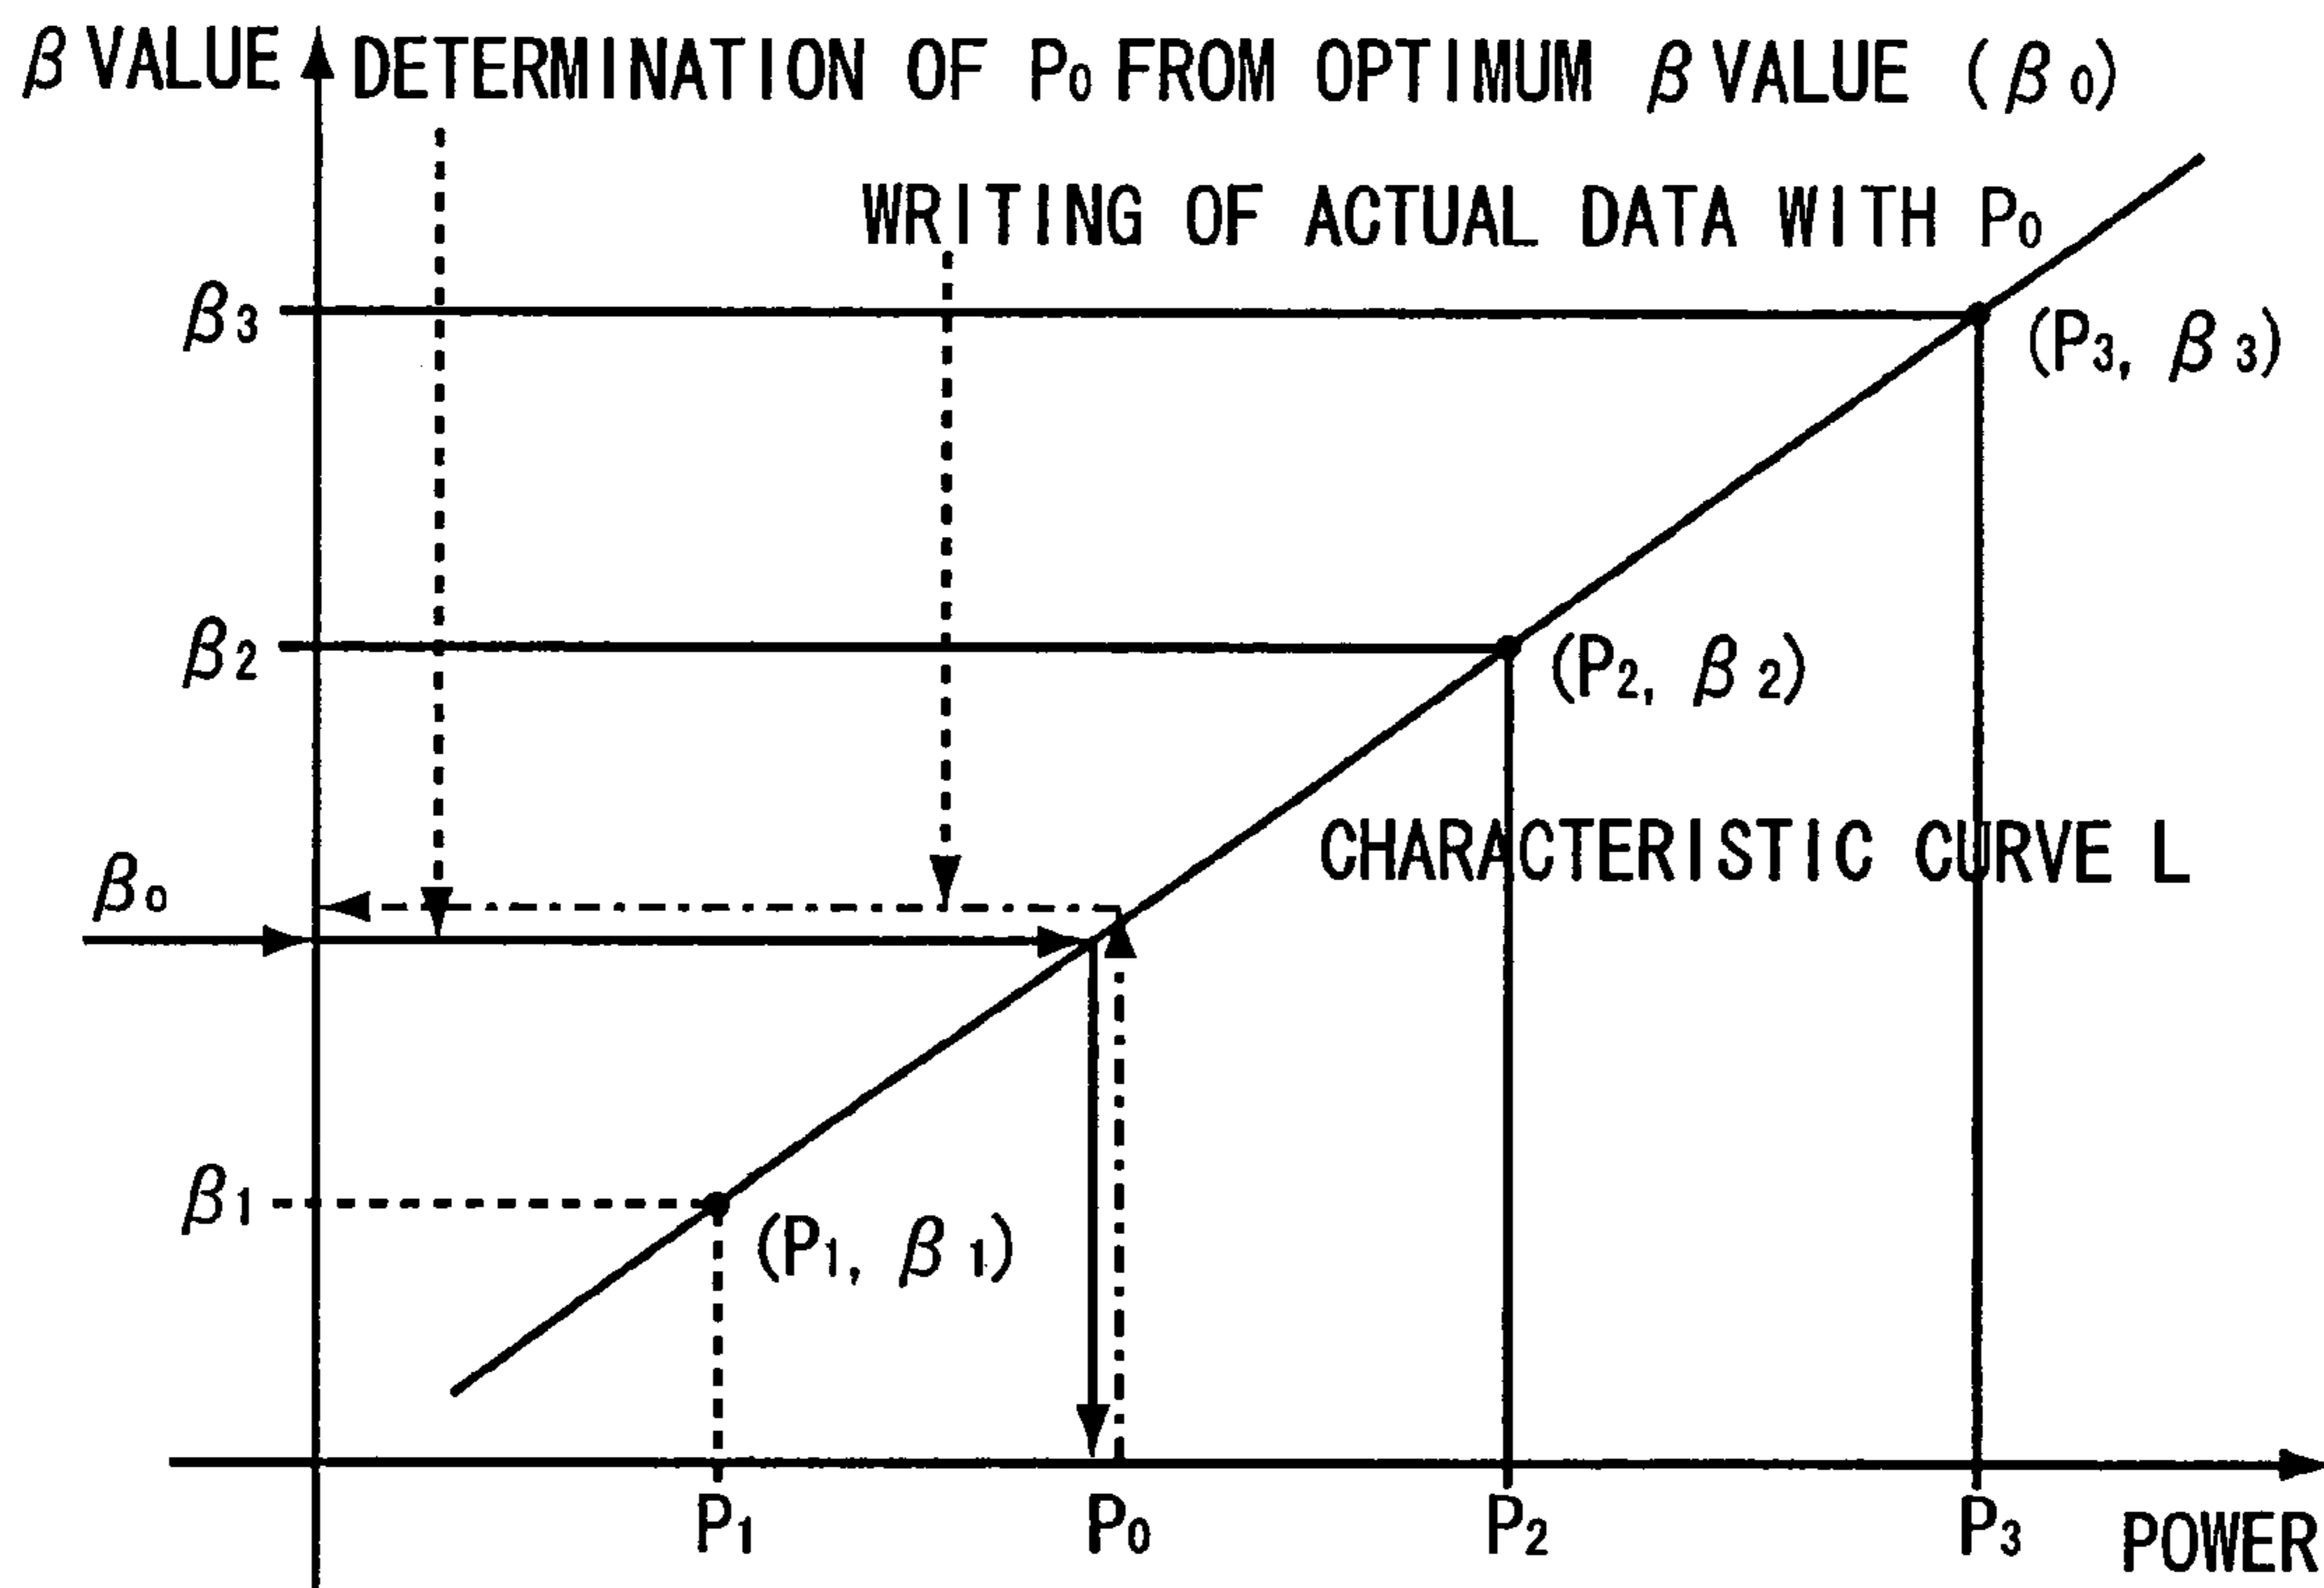 β VALUE
DETERMINATION OF P₀ FROM OPTIMUM β VALUE (β₀)
WRITING OF ACTUAL DATA WITH P₀
β₃
(P₃, β₃)
β₂
(P₂, β₂)
CHARACTERISTIC CURVE L
β₀
β₁
(P₁, β₁)
P₁
P₀
P₂
P₃
POWER